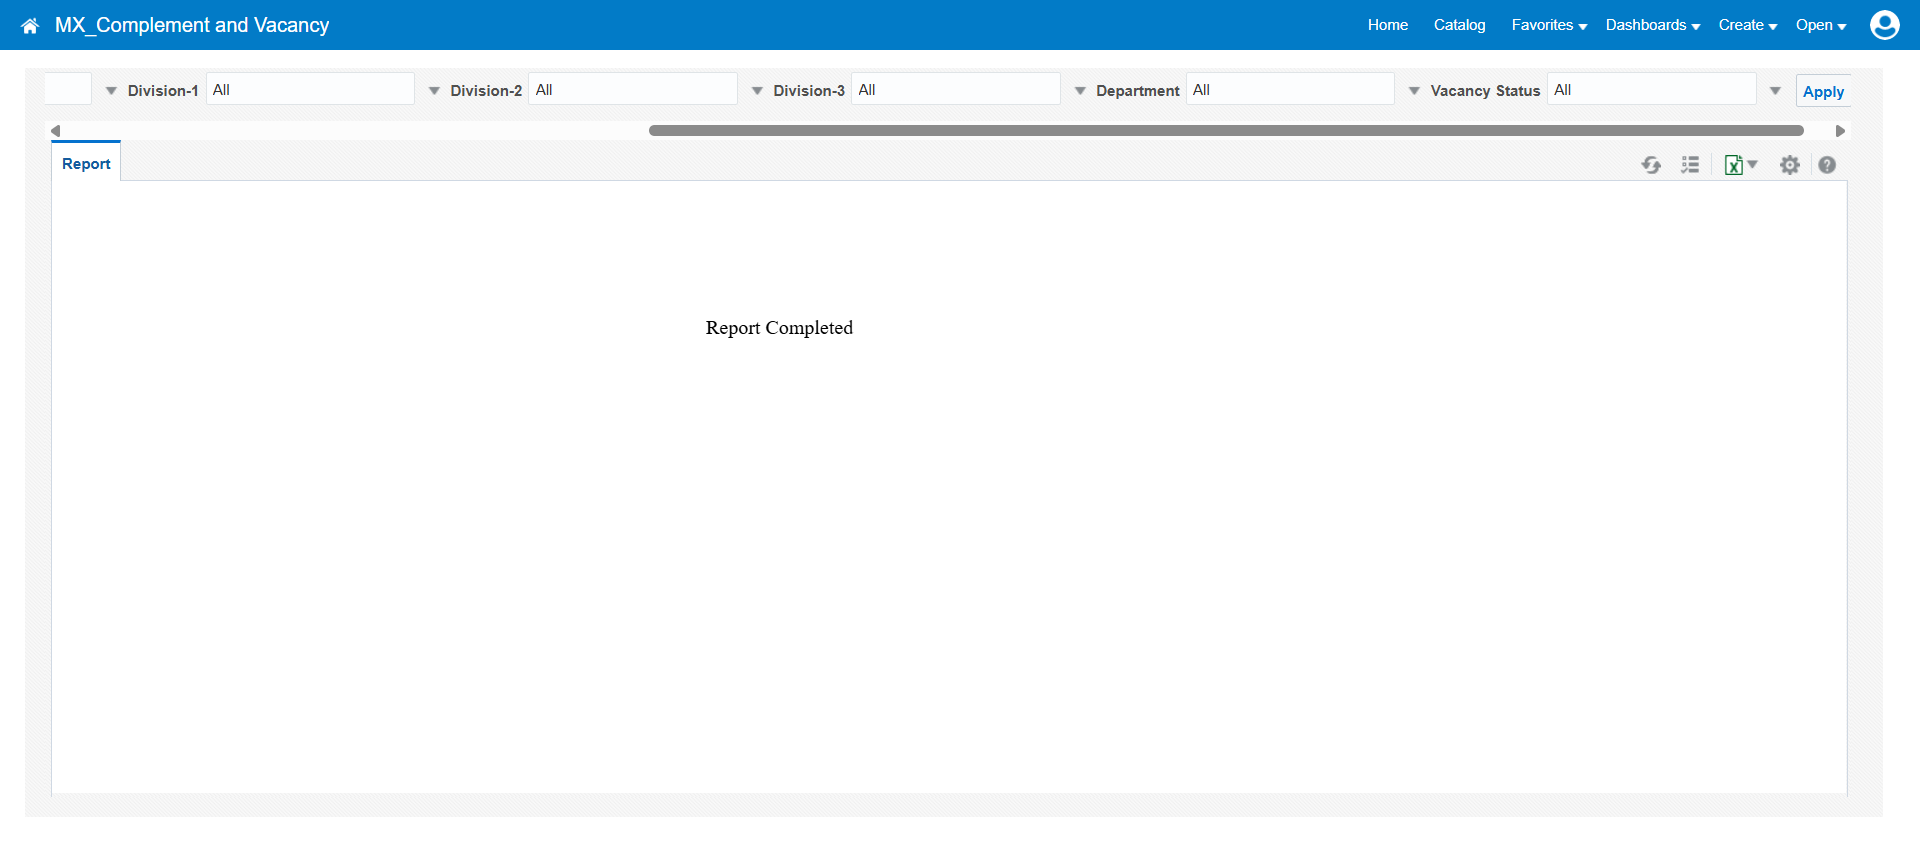 MX_Complement and Vacancy Home Catalog Favorites Dashboards Create Open
Division-1 All Division-2 All Division-3 All Department All Vacancy Status All Apply
Report
Report Completed